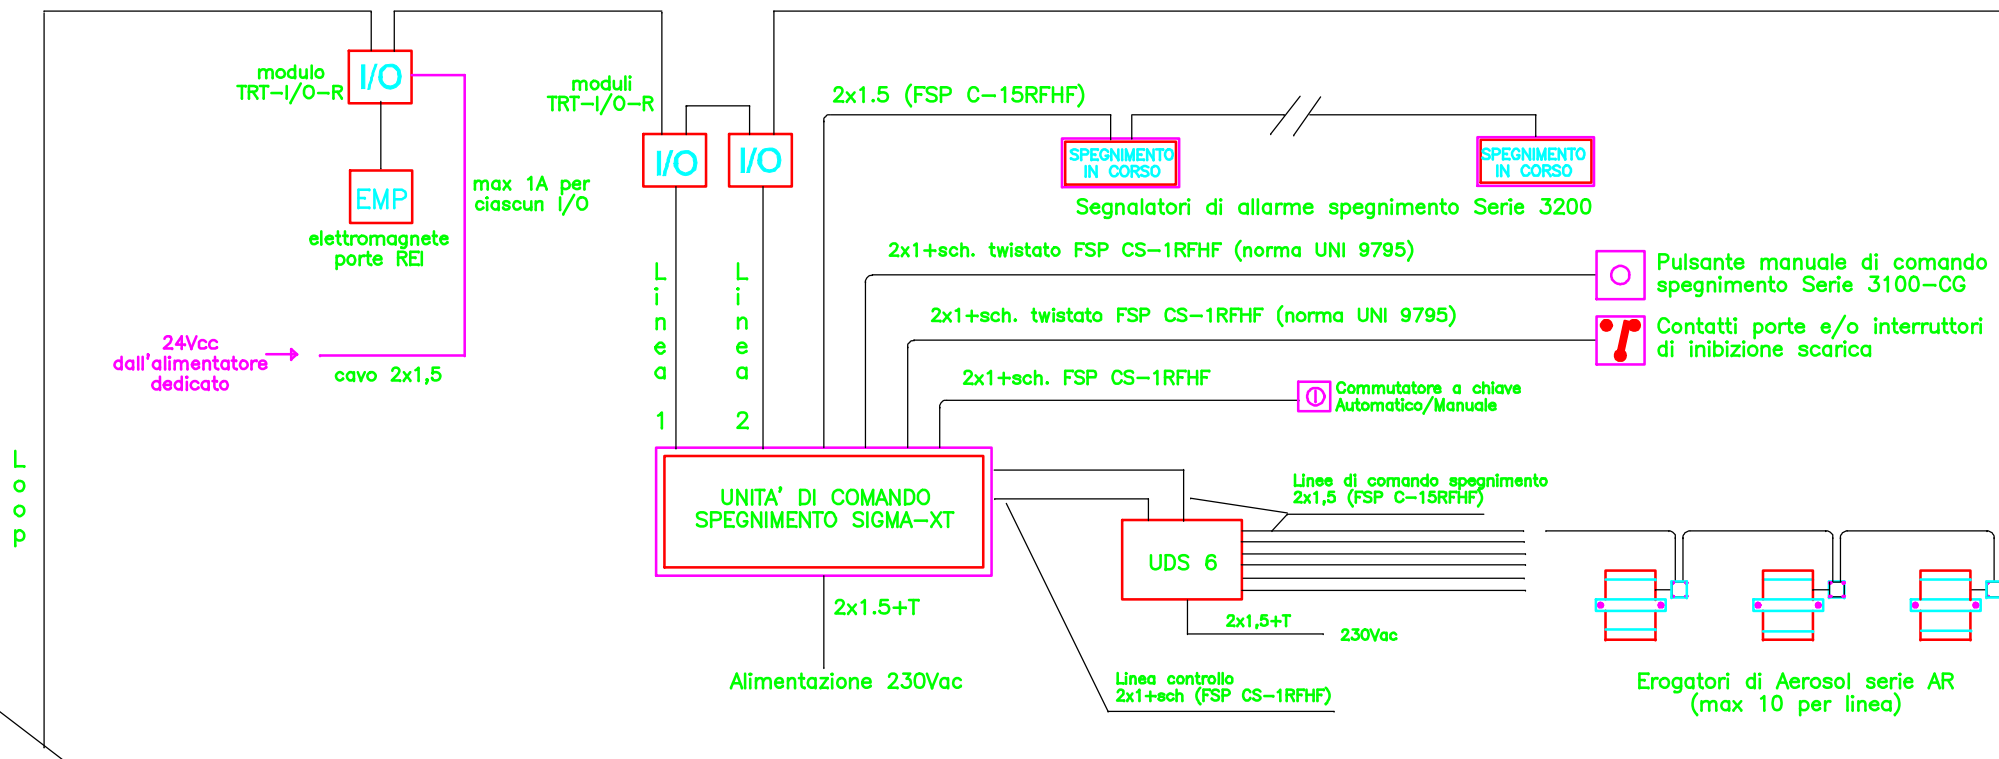 modulo
TRT-I/O-R
I/O
EMP
elettromagnete
porte REI
max 1A per
ciascun I/O
24Vcc
dall'alimentatore
dedicato
cavo 2x1,5
Loop
moduli
TRT-I/O-R
I/O
I/O
Linea 1
Linea 2
2x1.5 (FSP C-15RFHF)
SPEGNIMENTO
IN CORSO
SPEGNIMENTO
IN CORSO
Segnalatori di allarme spegnimento Serie 3200
2x1+sch. twistato FSP CS-1RFHF (norma UNI 9795)
Pulsante manuale di comando
spegnimento Serie 3100-CG
2x1+sch. twistato FSP CS-1RFHF (norma UNI 9795)
Contatti porte e/o interruttori
di inibizione scarica
2x1+sch. FSP CS-1RFHF
Commutatore a chiave
Automatico/Manuale
UNITA' DI COMANDO
SPEGNIMENTO SIGMA-XT
2x1.5+T
Alimentazione 230Vac
Linee di comando spegnimento
2x1,5 (FSP C-15RFHF)
UDS 6
2x1,5+T
230Vac
Linea controllo
2x1+sch (FSP CS-1RFHF)
Erogatori di Aerosol serie AR
(max 10 per linea)